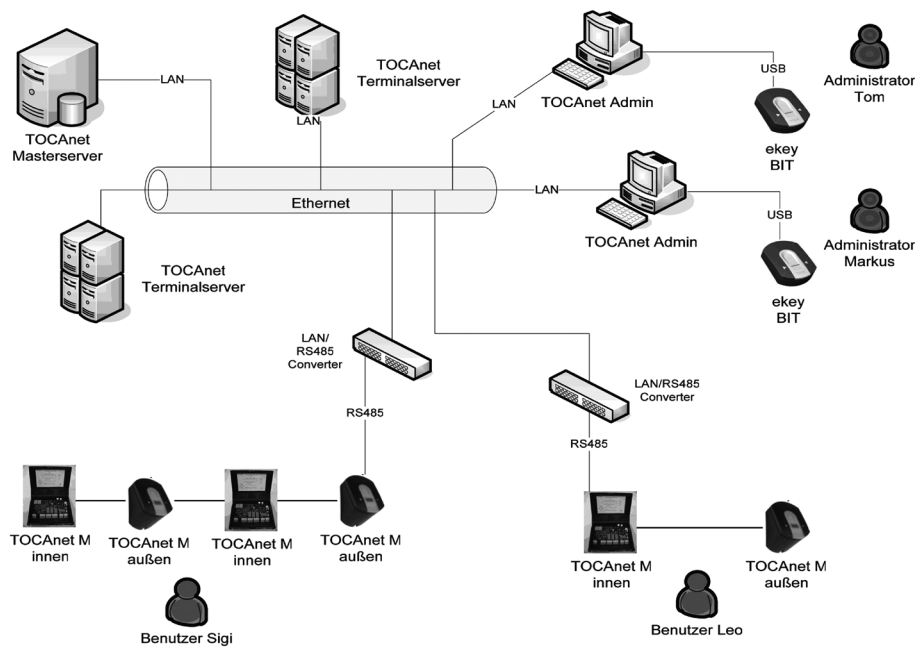 TOCAnet
Masterserver
LAN
TOCAnet
Terminalserver
LAN
TOCAnet Admin
LAN
USB
ekey
BIT
Administrator
Tom
Ethernet
LAN
TOCAnet Admin
USB
ekey
BIT
Administrator
Markus
TOCAnet
Terminalserver
LAN/
RS485
Converter
RS485
LAN/RS485
Converter
RS485
TOCAnet M
innen
TOCAnet M
außen
TOCAnet M
innen
TOCAnet M
außen
TOCAnet M
innen
TOCAnet M
außen
Benutzer Sigi
Benutzer Leo